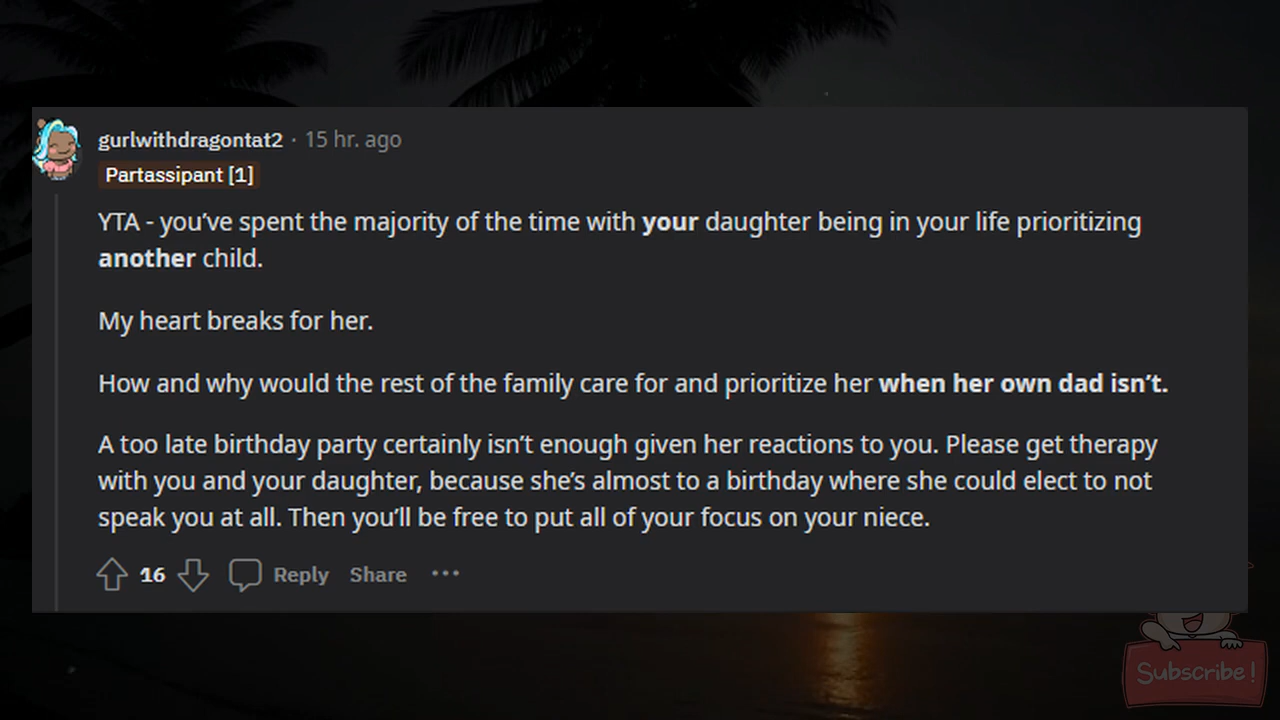 gurlwithdragontat2 · 15 hr. ago
Partassipant [1]
YTA - you've spent the majority of the time with your daughter being in your life prioritizing
another child.
My heart breaks for her.
How and why would the rest of the family care for and prioritize her when her own dad isn't.
A too late birthday party certainly isn't enough given her reactions to you. Please get therapy
with you and your daughter, because she's almost to a birthday where she could elect to not
speak you at all. Then you'll be free to put all of your focus on your niece.
16 Reply Share ···
Subscribe!